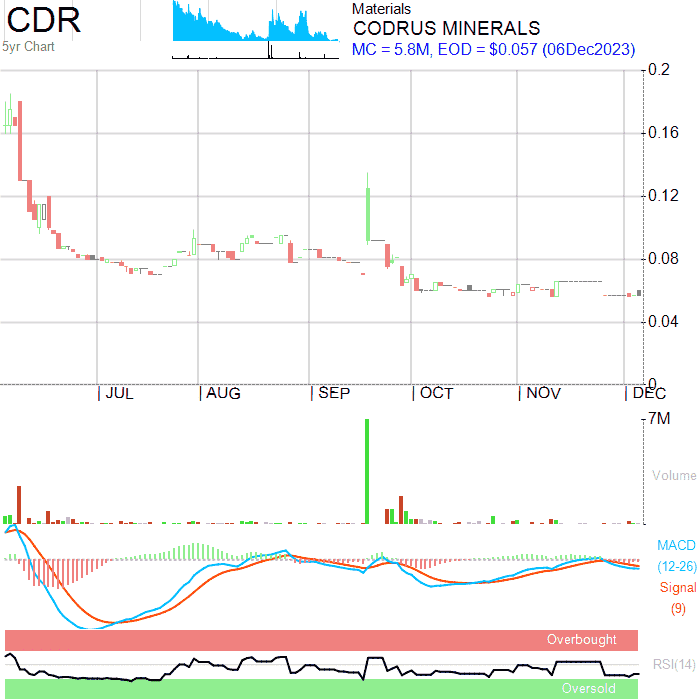 CDR
5yr Chart
Materials
CODRUS MINERALS
MC = 5.8M, EOD = $0.057 (06Dec2023)
0.2
0.16
0.12
0.08
0.04
0
JUL AUG SEP OCT NOV DEC
7M
Volume
MACD
(12-26)
Signal
(9)
Overbought
RSI(14)
Oversold